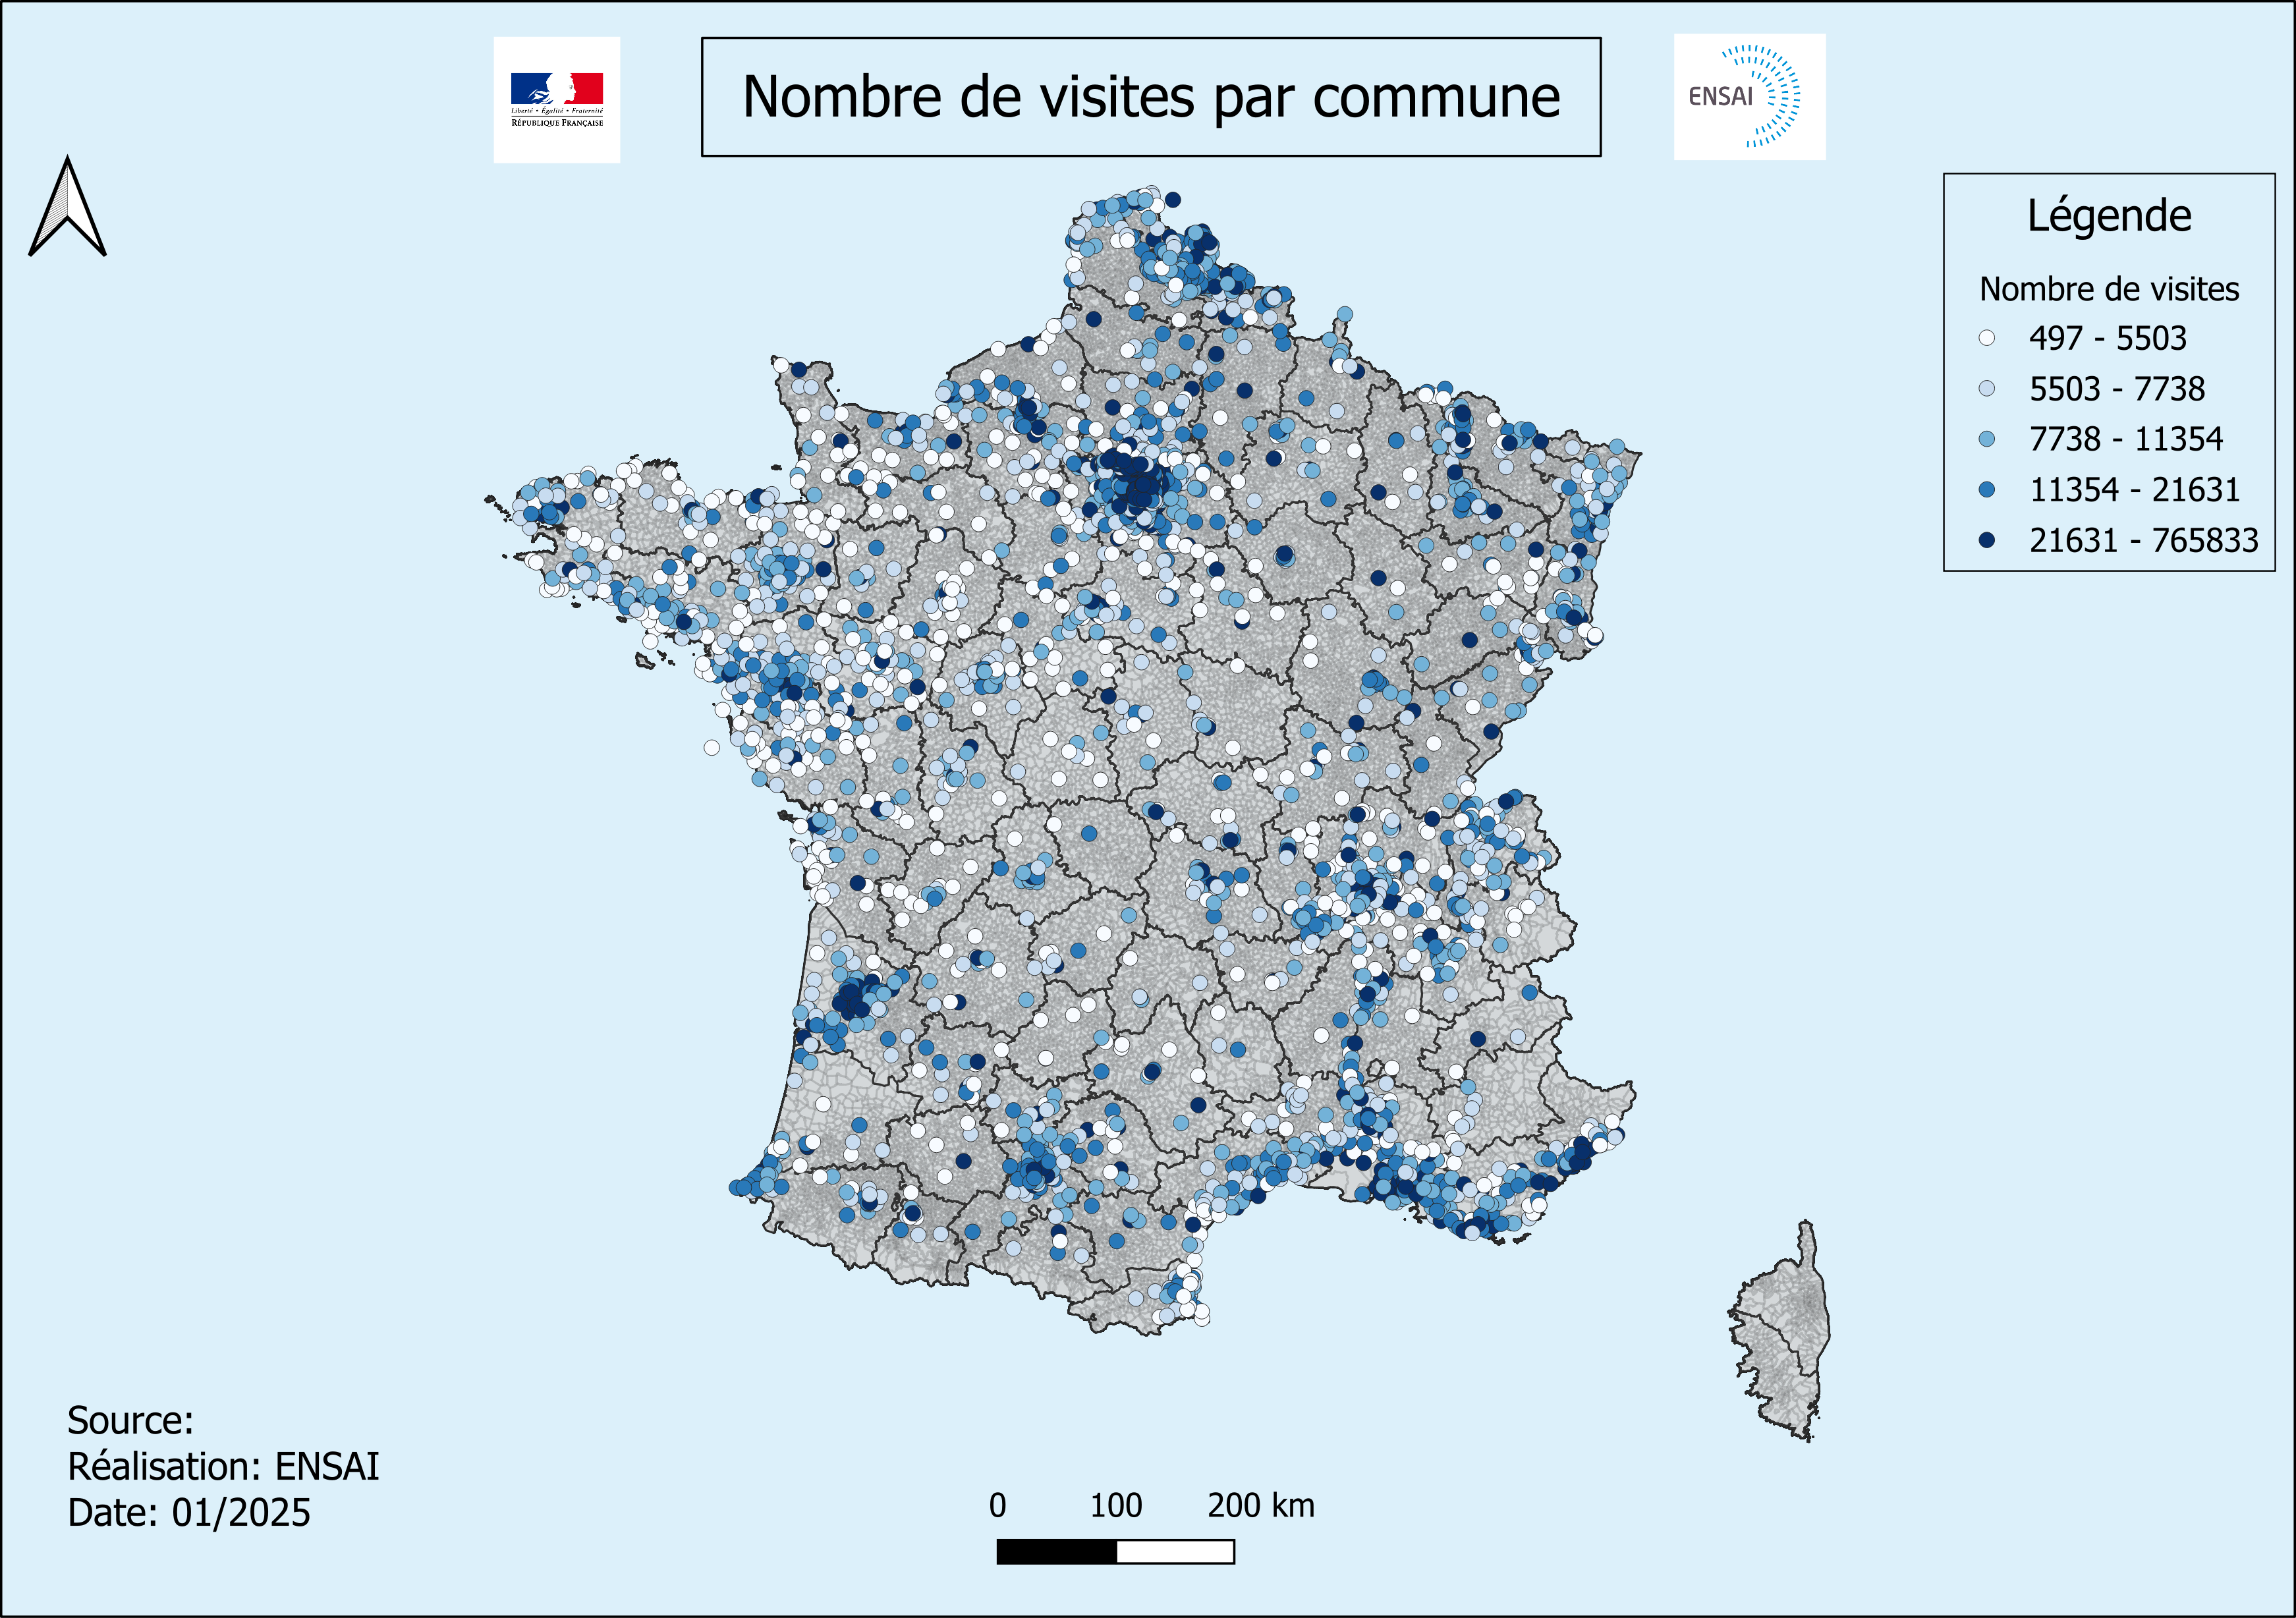 Nombre de visites par commune
Liberté • Égalité • Fraternité
RÉPUBLIQUE FRANÇAISE
ENSAI
Légende
Nombre de visites
497 - 5503
5503 - 7738
7738 - 11354
11354 - 21631
21631 - 765833
Source:
Réalisation: ENSAI
Date: 01/2025
0 100 200 km